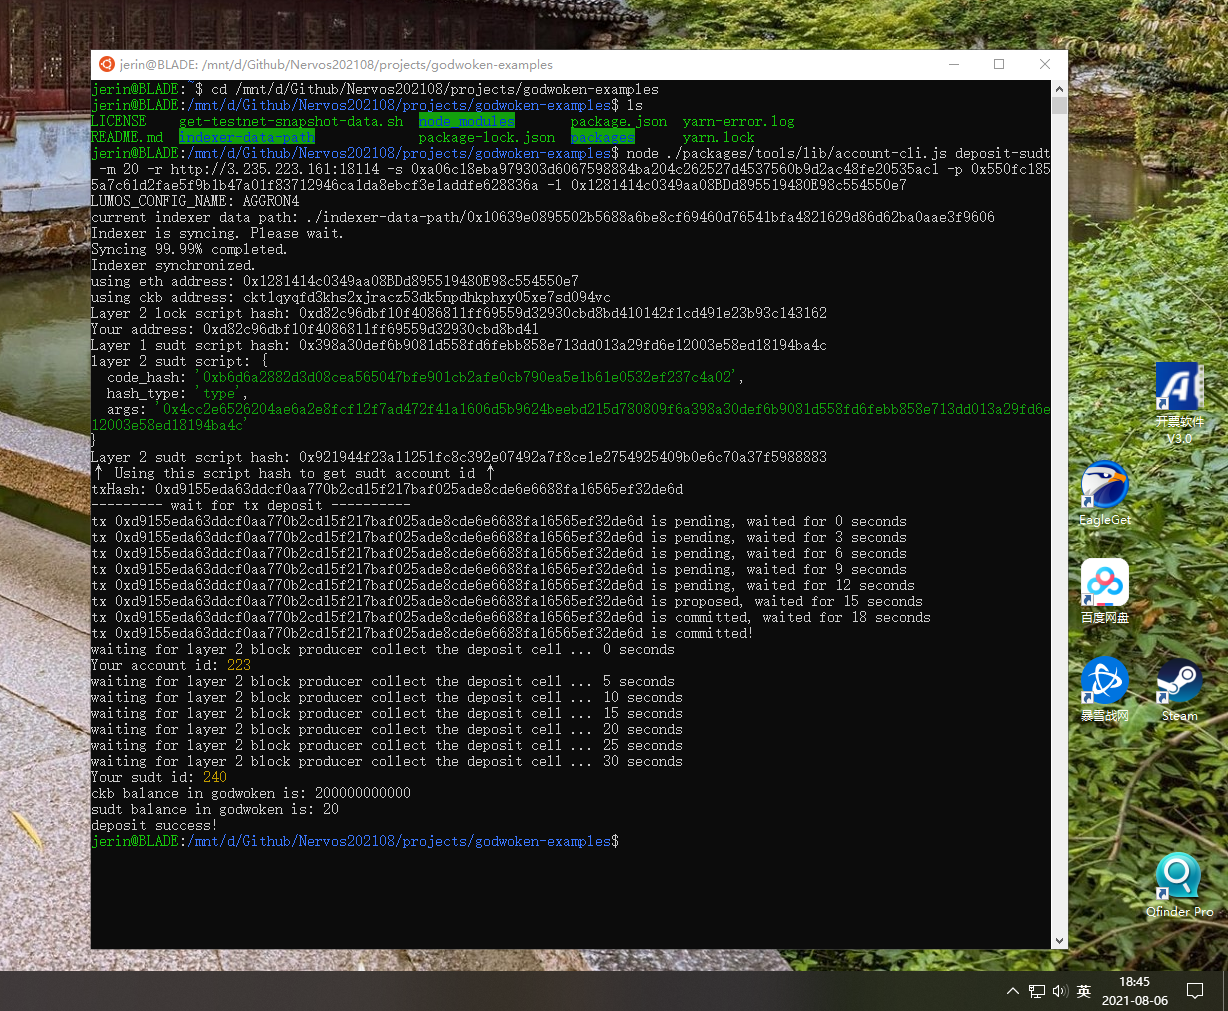 jerin@BLADE: /mnt/d/Github/Nervos202108/projects/godwoken-examples
jerin@BLADE:~$ cd /mnt/d/Github/Nervos202108/projects/godwoken-examples
jerin@BLADE:/mnt/d/Github/Nervos202108/projects/godwoken-examples$ ls
LICENSE get-testnet-snapshot-data.sh node_modules package.json yarn-error.log
README.md indexer-data-path package-lock.json packages yarn.lock
jerin@BLADE:/mnt/d/Github/Nervos202108/projects/godwoken-examples$ node ./packages/tools/lib/account-cli.js deposit-sudt
-m 20 -r http://3.235.223.161:18114 -s 0xa06c18eba979303d6067598884ba204c262527d4537560b9d2ac48fe20535ac1 -p 0x550fc185
5a7c61d2fae5f9b1b47a01f83712946ca1da8ebcf3e1addfe628836a -l 0x1281414c0349aa08BDd895519480E98c554550e7
LUMOS_CONFIG_NAME: AGGRON4
current indexer data path: ./indexer-data-path/0x10639e0895502b5688a6be8cf69460d76541bfa4821629d86d62ba0aae3f9606
Indexer is syncing. Please wait.
Syncing 99.99% completed.
Indexer synchronized.
using eth address: 0x1281414c0349aa08BDd895519480E98c554550e7
using ckb address: ckt1qyqfd3khs2xjracz53dk5npdhkphxy05xe7sd094vc
Layer 2 lock script hash: 0xd82c96dbf10f4086811ff69559d32930cbd8bd410142f1cd491e23b93c143162
Your address: 0xd82c96dbf10f4086811ff69559d32930cbd8bd41
Layer 1 sudt script hash: 0x398a30def6b9081d558fd6febb858e713dd013a29fd6e12003e58ed18194ba4c
layer 2 sudt script: {
code_hash: '0xb6d6a2882d3d08cea565047bfe901cb2afe0cb790ea5e1b61e0532ef237c4a02',
hash_type: 'type',
args: '0x4cc2e6526204ae6a2e8fcf12f7ad472f41a1606d5b9624beebd215d780809f6a398a30def6b9081d558fd6febb858e713dd013a29fd6e
12003e58ed18194ba4c'
}
Layer 2 sudt script hash: 0x921944f23a11251fc8c392e07492a7f8ce1e2754925409b0e6c70a37f5988883
↑ Using this script hash to get sudt account id ↑
txHash: 0xd9155eda63ddcf0aa770b2cd15f217baf025ade8cde6e6688fa16565ef32de6d
--------- wait for tx deposit ----------
tx 0xd9155eda63ddcf0aa770b2cd15f217baf025ade8cde6e6688fa16565ef32de6d is pending, waited for 0 seconds
tx 0xd9155eda63ddcf0aa770b2cd15f217baf025ade8cde6e6688fa16565ef32de6d is pending, waited for 3 seconds
tx 0xd9155eda63ddcf0aa770b2cd15f217baf025ade8cde6e6688fa16565ef32de6d is pending, waited for 6 seconds
tx 0xd9155eda63ddcf0aa770b2cd15f217baf025ade8cde6e6688fa16565ef32de6d is pending, waited for 9 seconds
tx 0xd9155eda63ddcf0aa770b2cd15f217baf025ade8cde6e6688fa16565ef32de6d is pending, waited for 12 seconds
tx 0xd9155eda63ddcf0aa770b2cd15f217baf025ade8cde6e6688fa16565ef32de6d is proposed, waited for 15 seconds
tx 0xd9155eda63ddcf0aa770b2cd15f217baf025ade8cde6e6688fa16565ef32de6d is committed, waited for 18 seconds
tx 0xd9155eda63ddcf0aa770b2cd15f217baf025ade8cde6e6688fa16565ef32de6d is committed!
waiting for layer 2 block producer collect the deposit cell ... 0 seconds
Your account id: 223
waiting for layer 2 block producer collect the deposit cell ... 5 seconds
waiting for layer 2 block producer collect the deposit cell ... 10 seconds
waiting for layer 2 block producer collect the deposit cell ... 15 seconds
waiting for layer 2 block producer collect the deposit cell ... 20 seconds
waiting for layer 2 block producer collect the deposit cell ... 25 seconds
waiting for layer 2 block producer collect the deposit cell ... 30 seconds
Your sudt id: 240
ckb balance in godwoken is: 200000000000
sudt balance in godwoken is: 20
deposit success!
jerin@BLADE:/mnt/d/Github/Nervos202108/projects/godwoken-examples$
开票软件
V3.0
EagleGet
百度网盘
暴雪战网
Steam
Qfinder Pro
英
18:45
2021-08-06